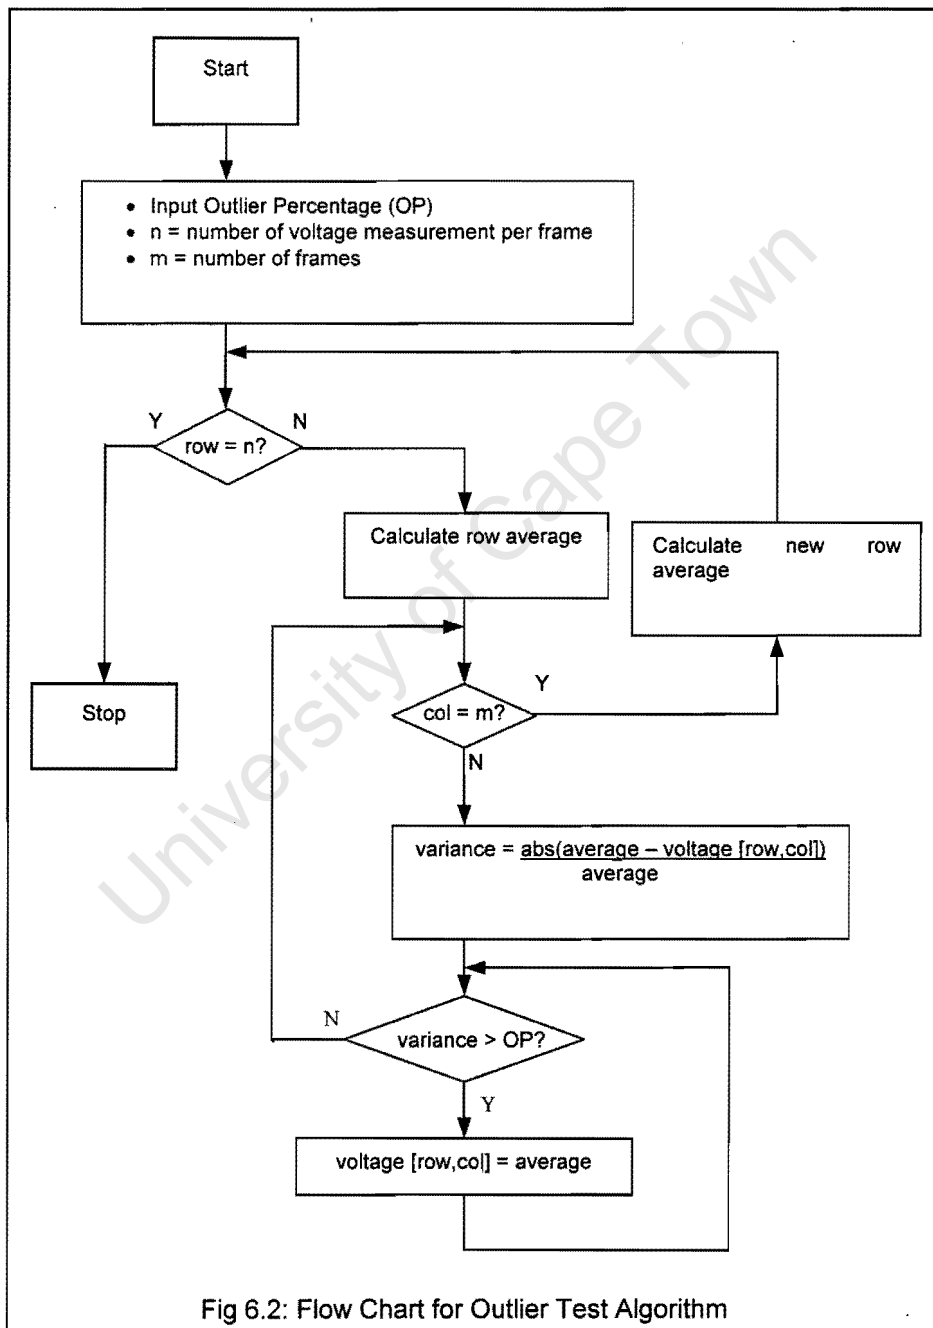 Start
• Input Outlier Percentage (OP)
• n = number of voltage measurement per frame
• m = number of frames
Y
N
row = n?
Calculate row average
Calculate new row
average
Stop
Y
col = m?
N
variance = abs(average – voltage [row,col])
average
N
variance > OP?
Y
voltage [row,col] = average
Fig 6.2: Flow Chart for Outlier Test Algorithm
University of Cape Town